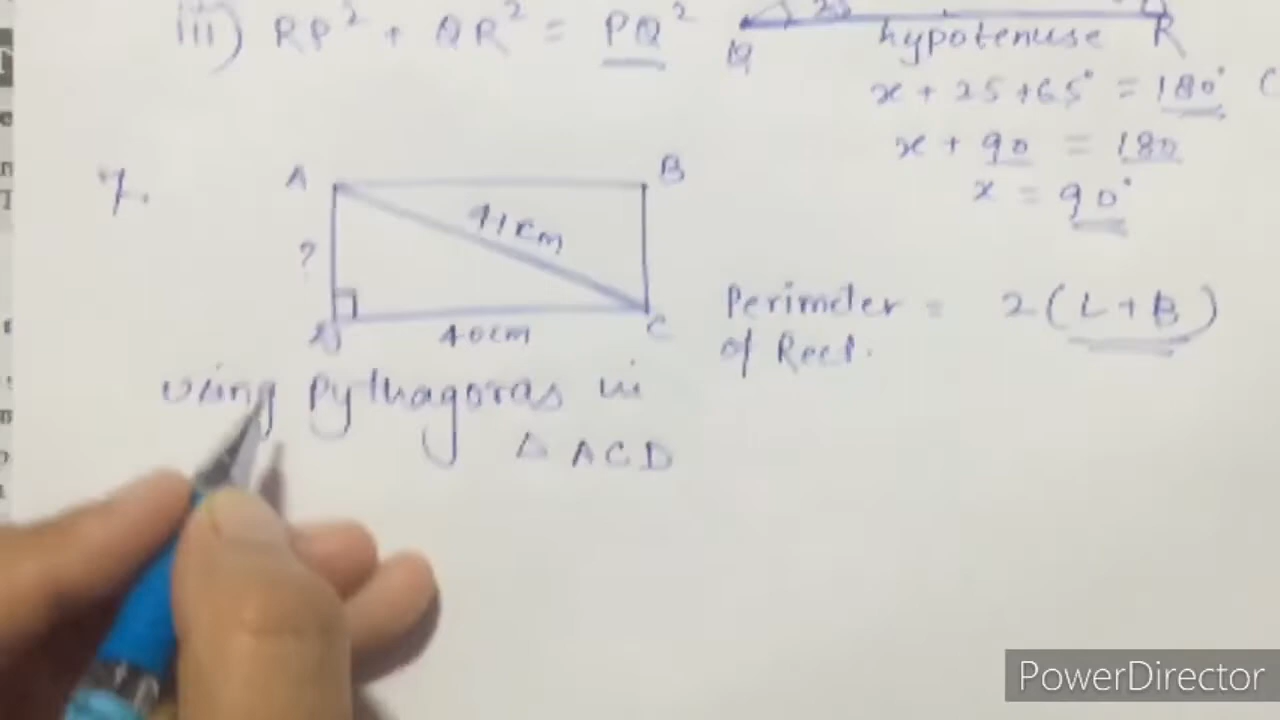 iii) RP² + QR² = PQ²
25
Q
hypotenuse R
x + 25 + 65° = 180° (
x + 90 = 180
x = 90°
7.
A B
41cm
?
D 40cm C
Perimeter = 2(L+B)
of Rect.
using pythagoras in
Δ ACD
PowerDirector